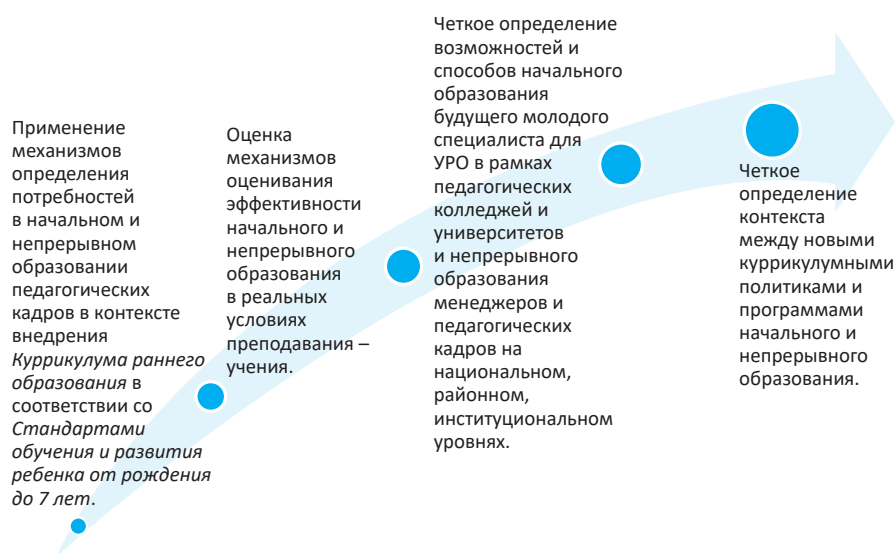 Применение
механизмов
определения
потребностей
в начальном и
непрерывном
образовании
педагогических
кадров в контексте
внедрения
Куррикулума раннего
образования в
соответствии со
Стандартами
обучения и развития
ребенка от рождения
до 7 лет.
Оценка
механизмов
оценивания
эффективности
начального и
непрерывного
образования
в реальных
условиях
преподавания –
учения.
Четкое определение
возможностей и
способов начального
образования
будущего молодого
специалиста для
УРО в рамках
педагогических
колледжей и
университетов
и непрерывного
образования
менеджеров и
педагогических
кадров на
национальном,
районном,
институциональном
уровнях.
Четкое
определение
контекста
между новыми
куррикулумными
политиками и
программами
начального и
непрерывного
образования.